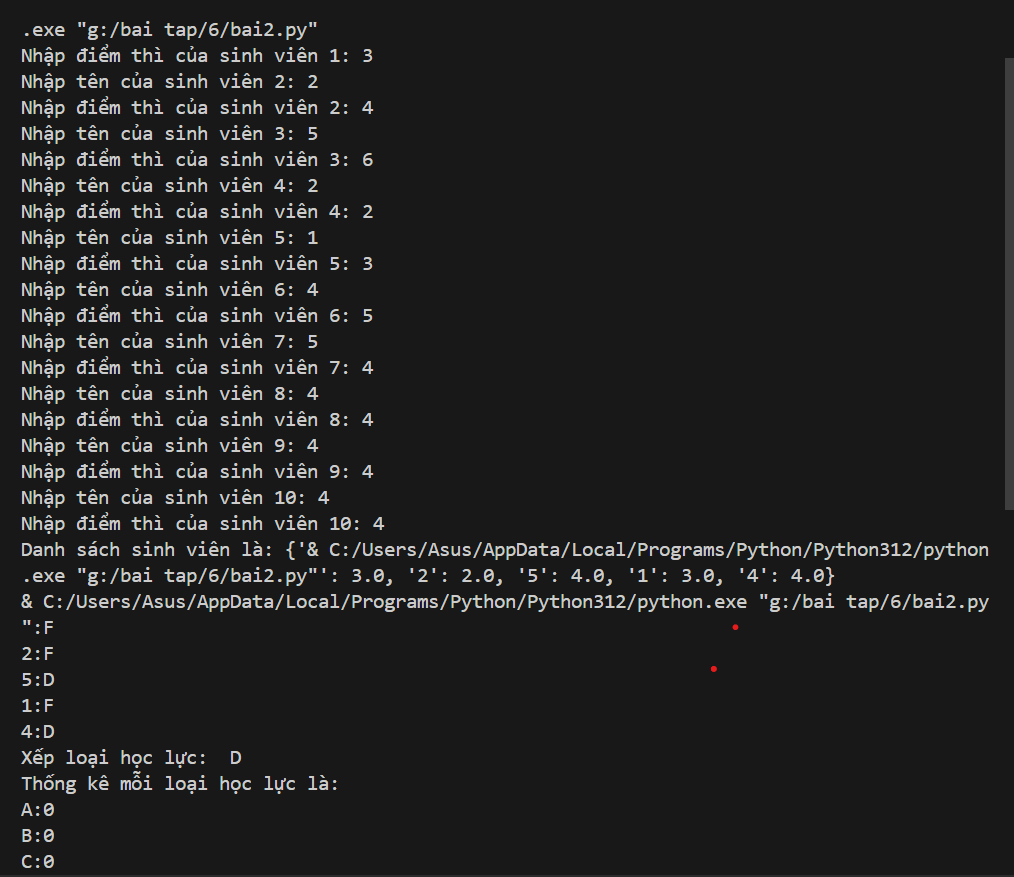 .exe "g:/bai tap/6/bai2.py"
Nhập điểm thì của sinh viên 1: 3
Nhập tên của sinh viên 2: 2
Nhập điểm thì của sinh viên 2: 4
Nhập tên của sinh viên 3: 5
Nhập điểm thì của sinh viên 3: 6
Nhập tên của sinh viên 4: 2
Nhập điểm thì của sinh viên 4: 2
Nhập tên của sinh viên 5: 1
Nhập điểm thì của sinh viên 5: 3
Nhập tên của sinh viên 6: 4
Nhập điểm thì của sinh viên 6: 5
Nhập tên của sinh viên 7: 5
Nhập điểm thì của sinh viên 7: 4
Nhập tên của sinh viên 8: 4
Nhập điểm thì của sinh viên 8: 4
Nhập tên của sinh viên 9: 4
Nhập điểm thì của sinh viên 9: 4
Nhập tên của sinh viên 10: 4
Nhập điểm thì của sinh viên 10: 4
Danh sách sinh viên là: {'& C:/Users/Asus/AppData/Local/Programs/Python/Python312/python
.exe "g:/bai tap/6/bai2.py"': 3.0, '2': 2.0, '5': 4.0, '1': 3.0, '4': 4.0}
& C:/Users/Asus/AppData/Local/Programs/Python/Python312/python.exe "g:/bai tap/6/bai2.py
":F
2:F
5:D
1:F
4:D
Xếp loại học lực:  D
Thống kê mỗi loại học lực là:
A:0
B:0
C:0